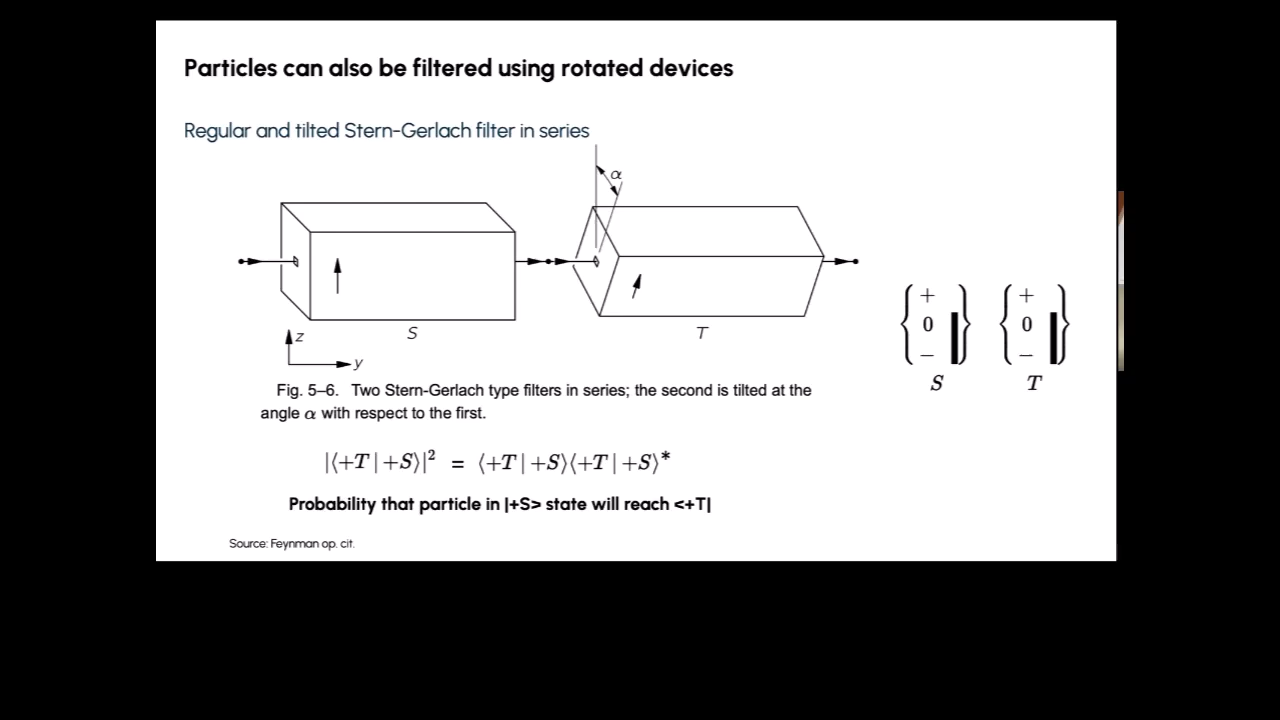 Particles can also be filtered using rotated devices
Regular and tilted Stern-Gerlach filter in series
α
S
T
z
y
{+ 0 − |} {+ 0 − |}
S T
Fig. 5–6. Two Stern-Gerlach type filters in series; the second is tilted at the
angle α with respect to the first.
|⟨+T | +S⟩|² = ⟨+T | +S⟩⟨+T | +S⟩*
Probability that particle in |+S> state will reach <+T|
Source: Feynman op. cit.